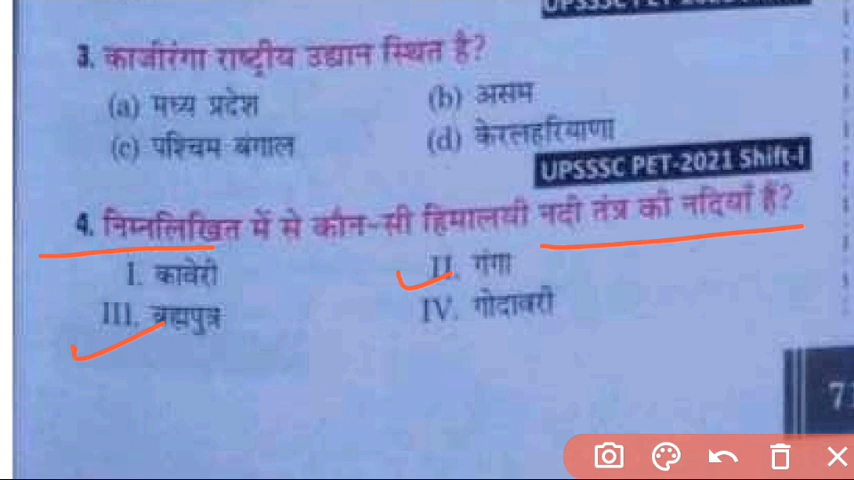 3. काजीरंगा राष्ट्रीय उद्यान स्थित है?
(a) मध्य प्रदेश (b) असम
(c) पश्चिम बंगाल (d) केरलहरियाणा
UPSSSC PET-2021 Shift-I
4. निम्नलिखित में से कौन-सी हिमालयी नदी तंत्र की नदियाँ हैं?
I. कावेरी II. गंगा
III. ब्रह्मपुत्र IV. गोदावरी